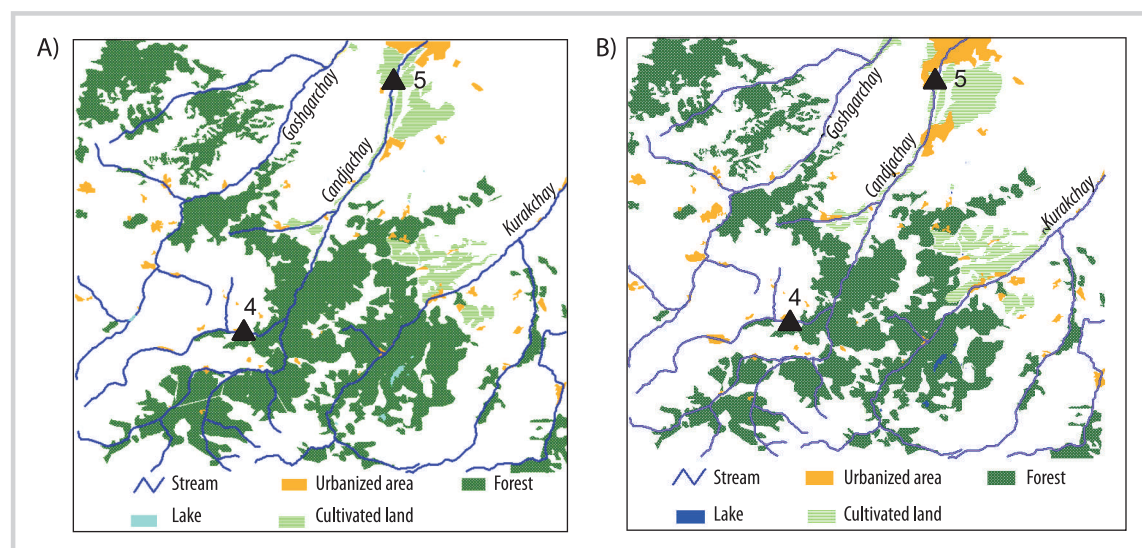 A)
Goshgarchay
5
Candjachay
Kurakchay
4
Stream
Urbanized area
Forest
Lake
Cultivated land
B)
Goshgarchay
5
Candjachay
Kurakchay
4
Stream
Urbanized area
Forest
Lake
Cultivated land